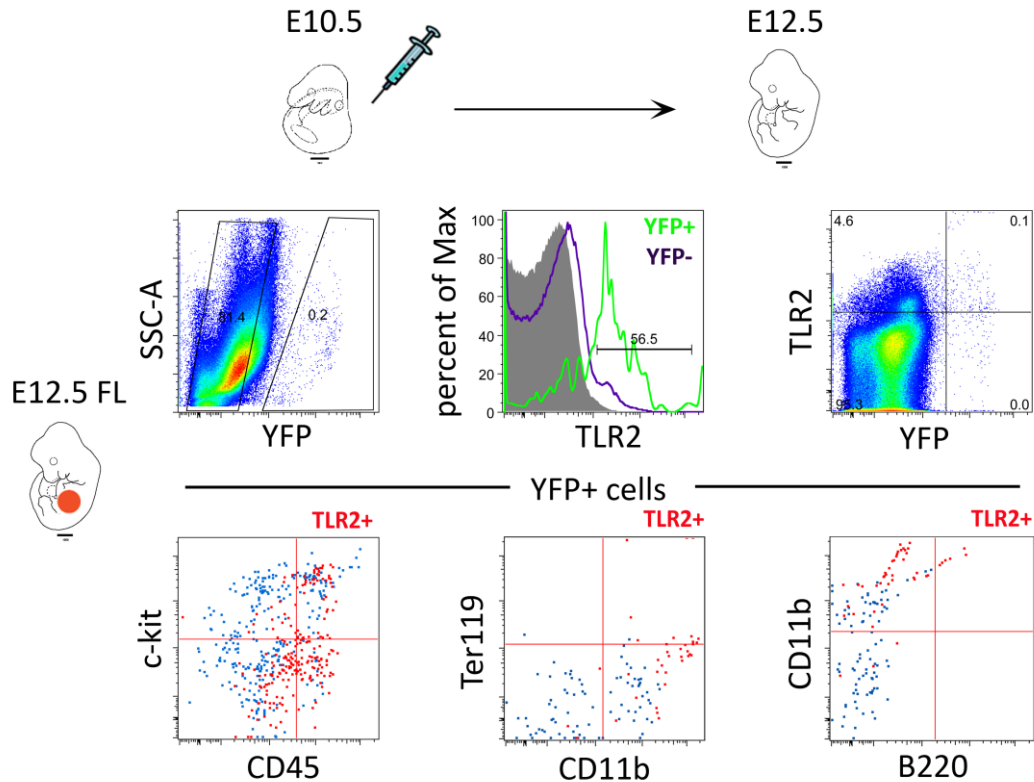 E10.5
E12.5
SSC-A
81.4
0.2
YFP
percent of Max
100
80
60
40
20
0
YFP+
YFP-
56.5
TLR2
TLR2
4.6
0.1
95.3
0.0
YFP
E12.5 FL
YFP+ cells
TLR2+
c-kit
CD45
TLR2+
Ter119
CD11b
TLR2+
CD11b
B220